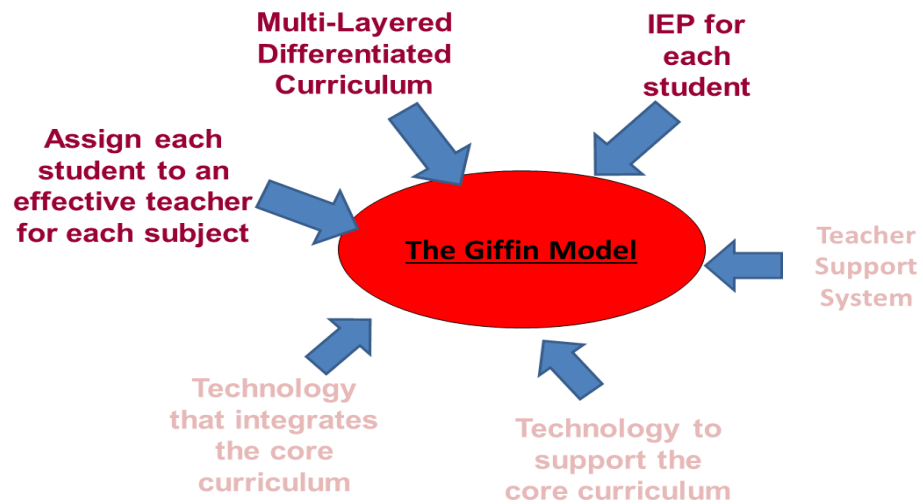 Multi-Layered
Differentiated
Curriculum
IEP for
each
student
Assign each
student to an
effective teacher
for each subject
The Giffin Model
Teacher
Support
System
Technology
that integrates
the core
curriculum
Technology to
support the
core curriculum